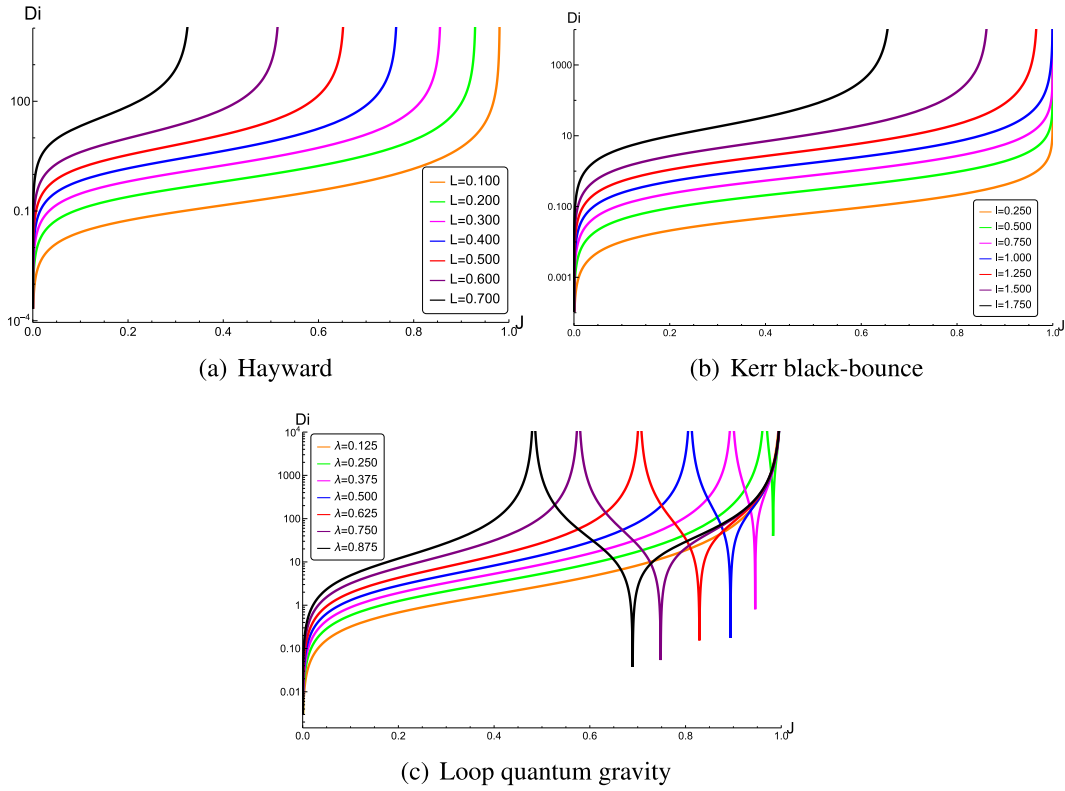 Di
100
0.1
10⁻⁴
0.0
0.2
0.4
0.6
0.8
1.0
J
L=0.100
L=0.200
L=0.300
L=0.400
L=0.500
L=0.600
L=0.700
(a) Hayward
Di
1000
10
0.100
0.001
0.0
0.2
0.4
0.6
0.8
1.0
J
l=0.250
l=0.500
l=0.750
l=1.000
l=1.250
l=1.500
l=1.750
(b) Kerr black-bounce
Di
10⁴
1000
100
10
1
0.10
0.01
0.0
0.2
0.4
0.6
0.8
1.0
J
λ=0.125
λ=0.250
λ=0.375
λ=0.500
λ=0.625
λ=0.750
λ=0.875
(c) Loop quantum gravity